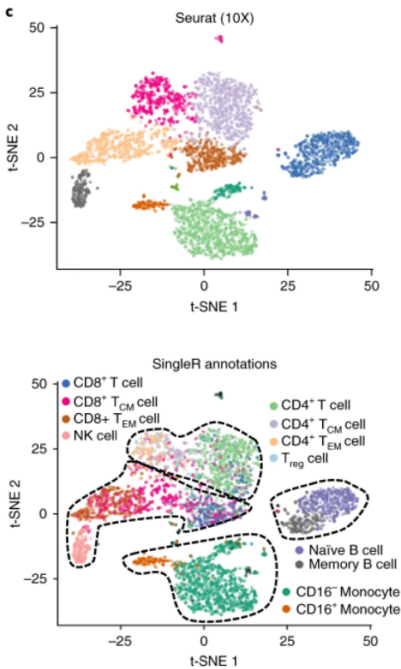 c
Seurat (10X)
50
25
0
−25
t-SNE 2
−25 0 25 50
t-SNE 1
SingleR annotations
50
25
0
−25
t-SNE 2
CD8⁺ T cell
CD8⁺ T_CM cell
CD8+ T_EM cell
NK cell
CD4⁺ T cell
CD4⁺ T_CM cell
CD4⁺ T_EM cell
T_reg cell
Naïve B cell
Memory B cell
CD16⁻ Monocyte
CD16⁺ Monocyte
−25 0 25 50
t-SNE 1